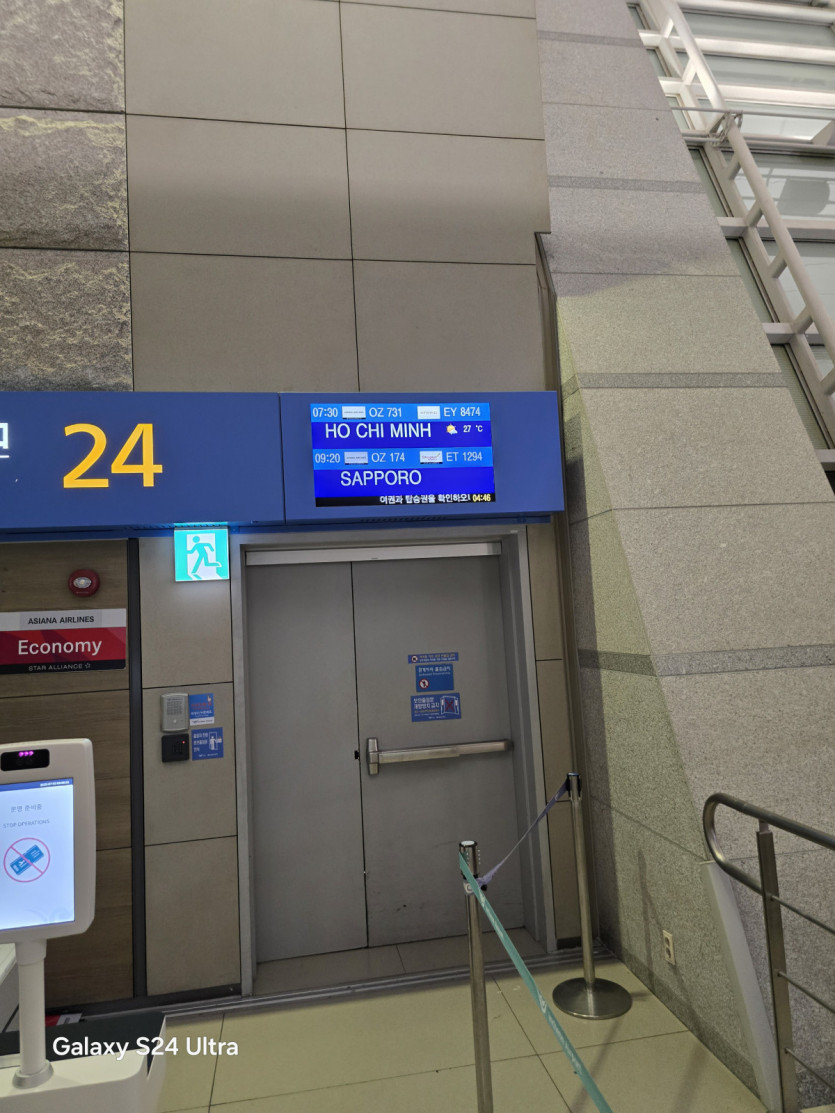 24
07:30 OZ 731 EY 8474
HO CHI MINH 27 ℃
09:20 OZ 174 ET 1294
SAPPORO
여권과 탑승권을 확인하오! 04:46
ASIANA AIRLINES
Economy
STAR ALLIANCE
STOP OPERATIONS
Galaxy S24 Ultra